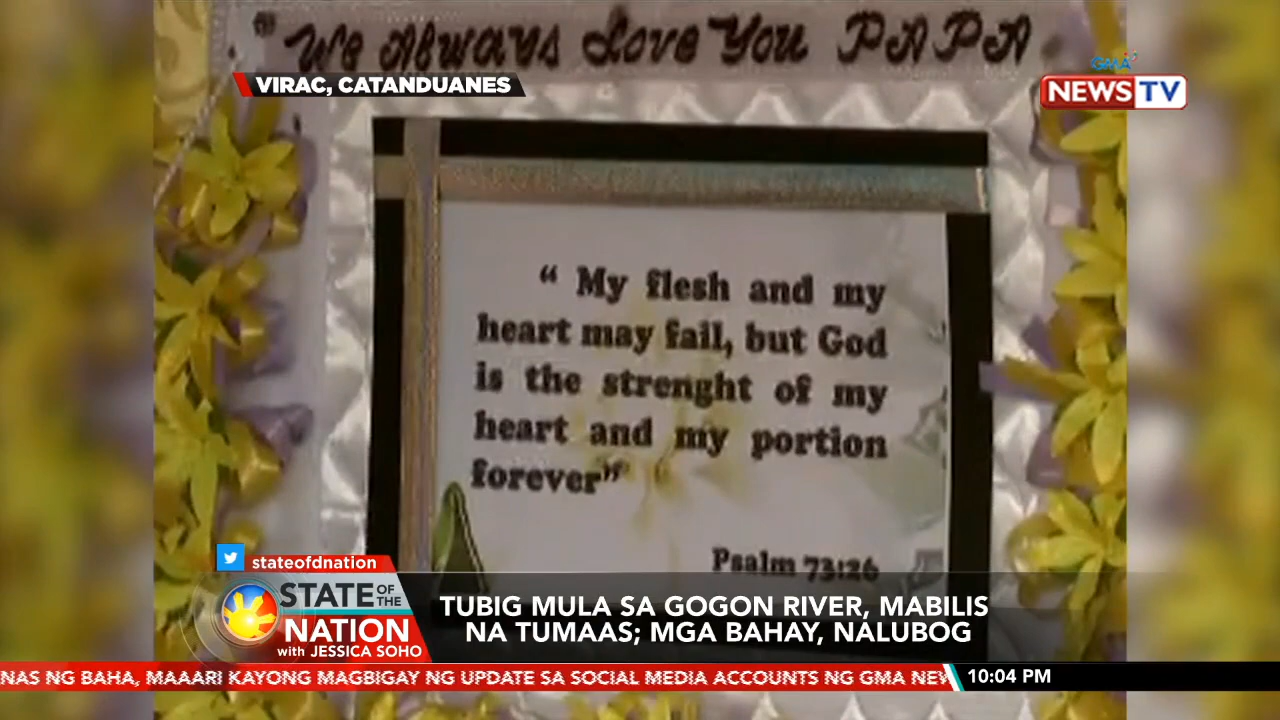 " We Always Love You PAPA
VIRAC, CATANDUANES
GMA
NEWS TV
“ My flesh and my
heart may fail, but God
is the strenght of my
heart and my portion
forever”
Psalm 73:26
stateofdnation
STATE OF THE
NATION
with JESSICA SOHO
TUBIG MULA SA GOGON RIVER, MABILIS
NA TUMAAS; MGA BAHAY, NALUBOG
NAS NG BAHA, MAAARI KAYONG MAGBIGAY NG UPDATE SA SOCIAL MEDIA ACCOUNTS NG GMA NEW
10:04 PM